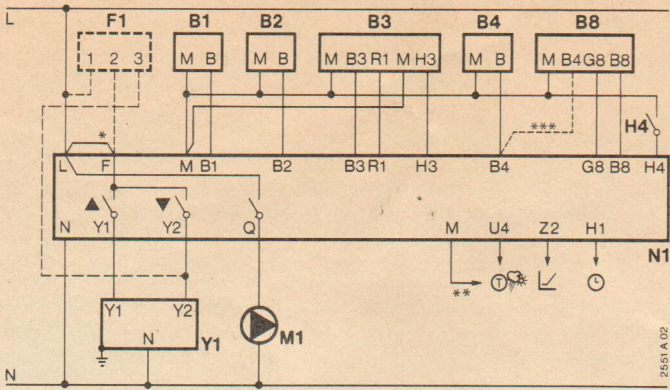 F1 B1 B2 B3 B4 B8
L
1 2 3 M B M B M B3 R1 M H3 M B M B4 G8 B8
* *** H4
L F M B1 B2 B3 R1 H3 B4 G8 B8 H4
N Y1 Y2 Q M U4 Z2 H1
N1
** T L
Y1 Y2
N Y1 M1
N
2551 A 02